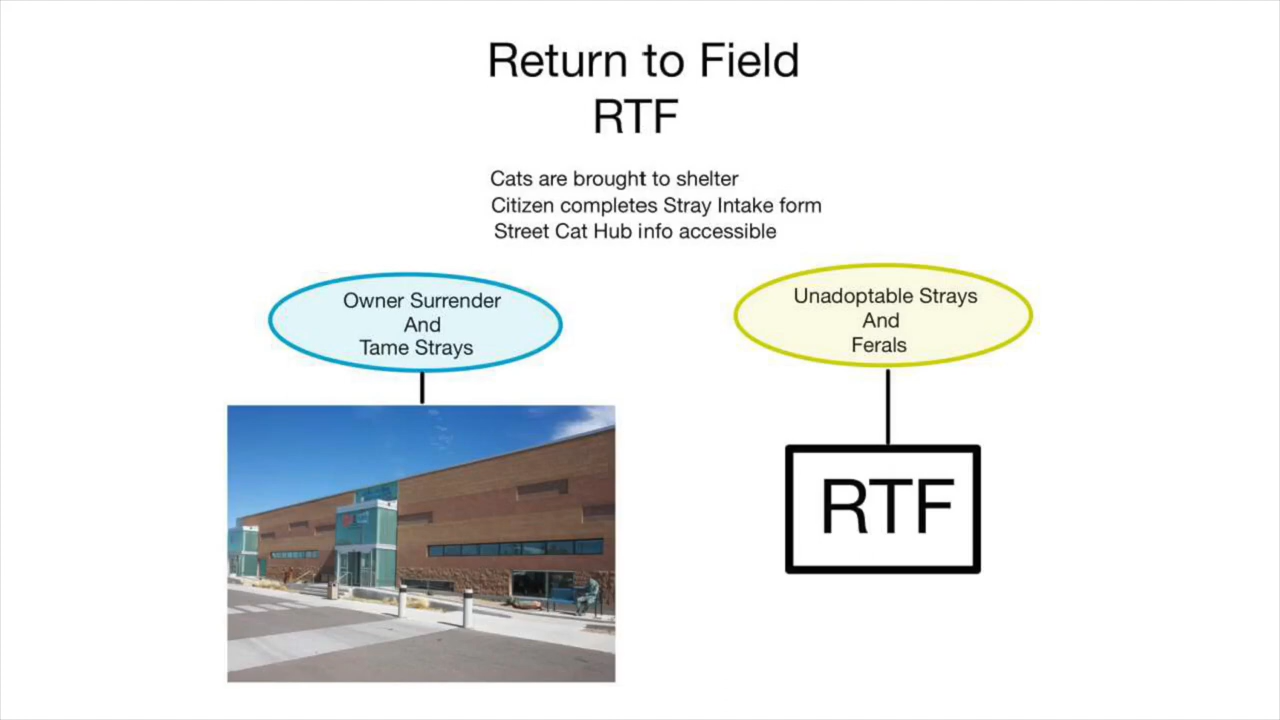 Return to Field
RTF
Cats are brought to shelter
Citizen completes Stray Intake form
Street Cat Hub info accessible
Owner Surrender
And
Tame Strays
Unadoptable Strays
And
Ferals
RTF